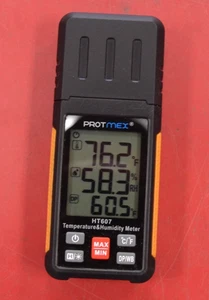 PROTMEX
76.2°F
58.3%
60.5°F
HT607
Temperature&Humidity Meter
MAX
MIN
°C/°F
DP/WB